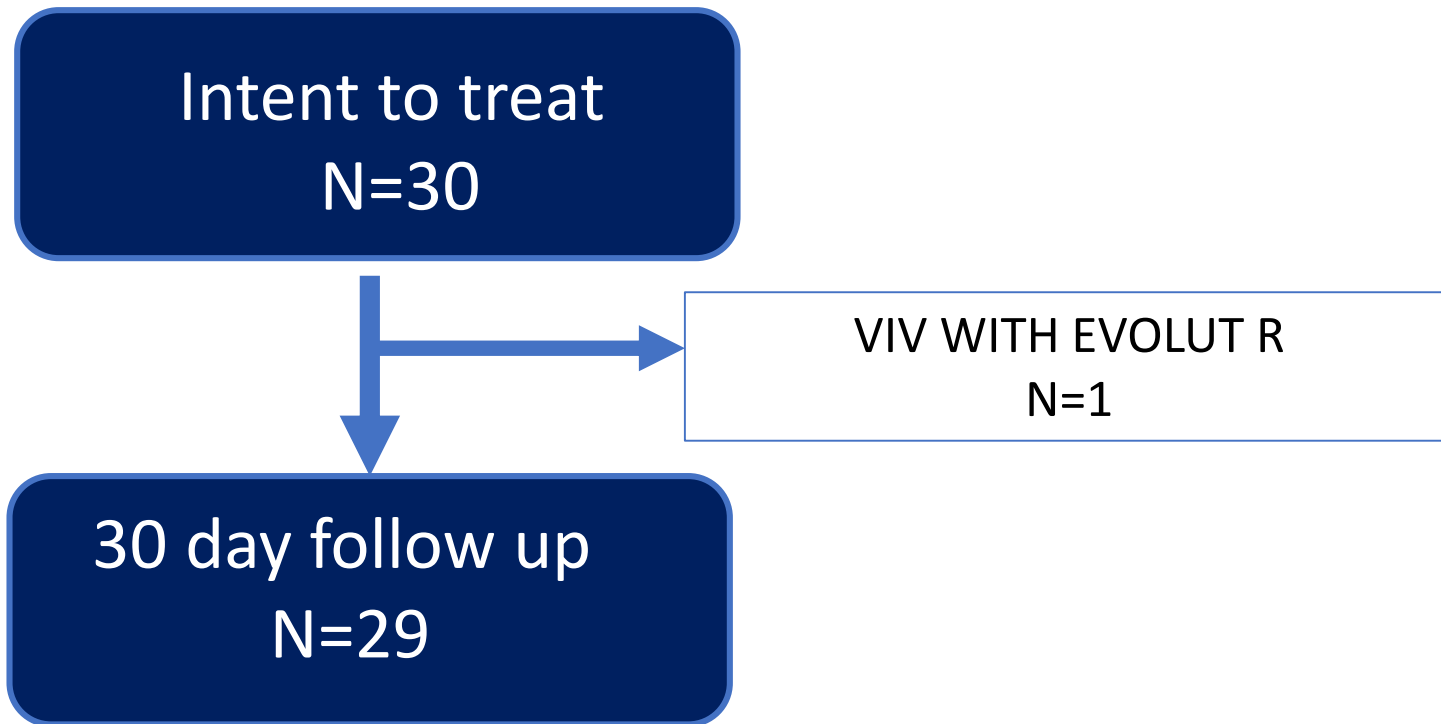 Intent to treat
N=30
VIV WITH EVOLUT R
N=1
30 day follow up
N=29